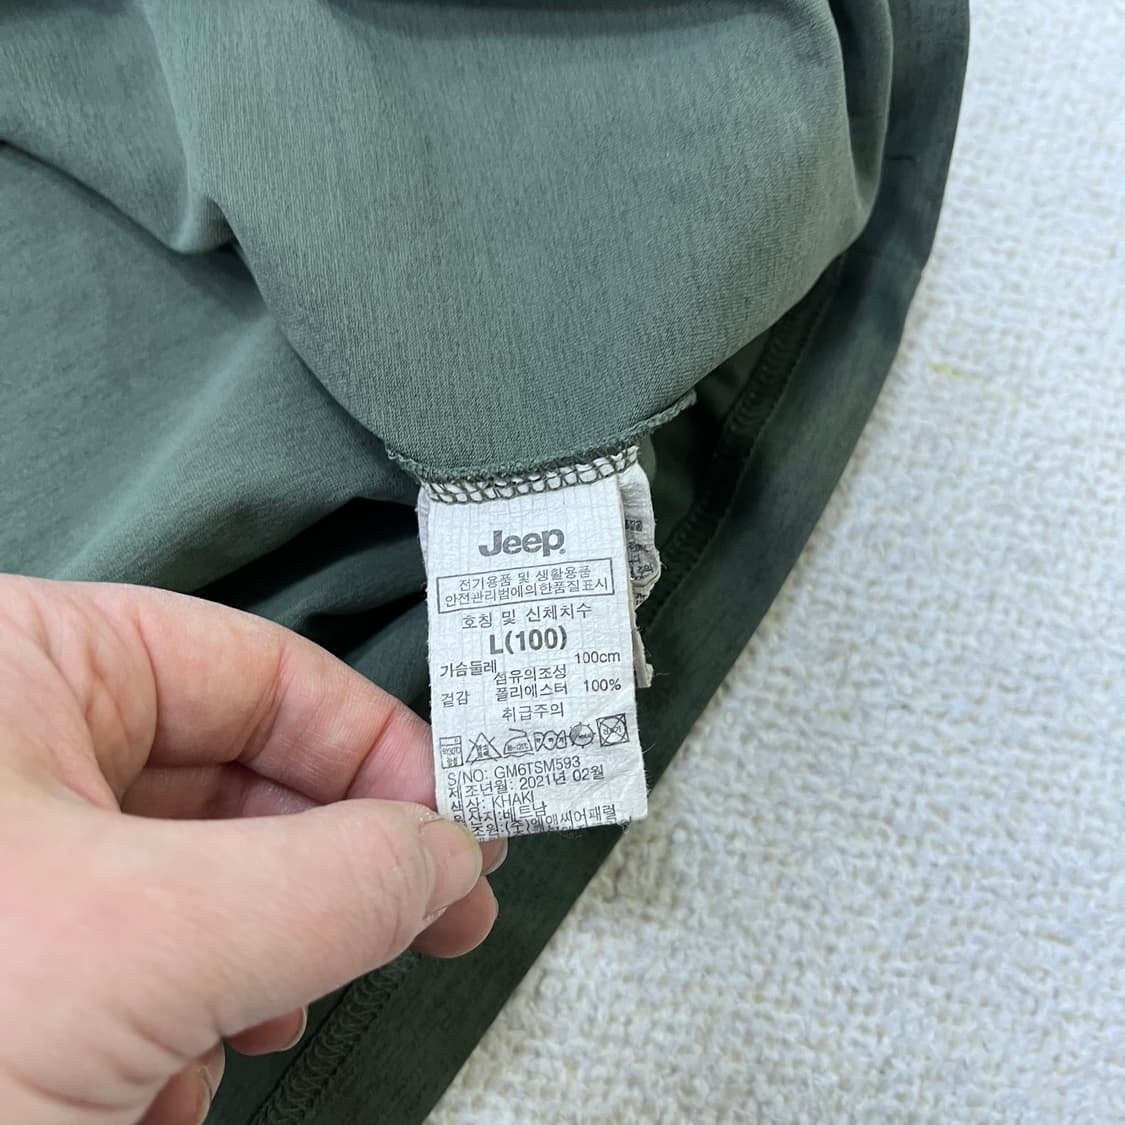 Jeep
전기용품 및 생활용품
안전관리법에의한품질표시
호칭 및 신체치수
L(100)
가슴둘레 100cm
섬유의조성
겉감 폴리에스터 100%
취급주의
S/NO: GM6TSM593
제조년월: 2021년 02월
색상: KHAKI
원산지:베트남